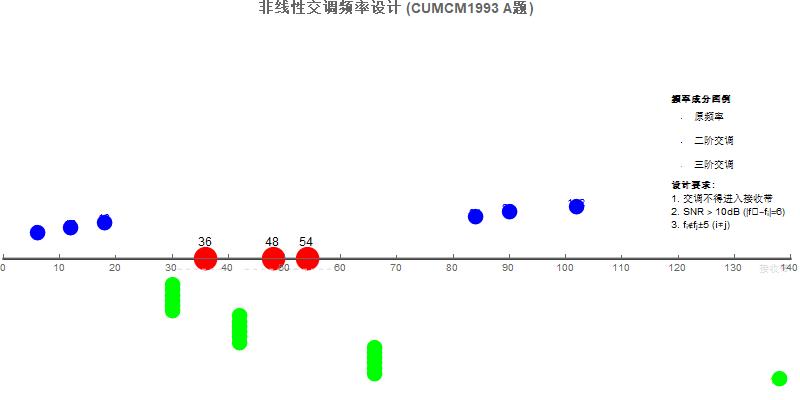 非线性交调频率设计 (CUMCM1993 A题)
频率成分图例
原频率
二阶交调
三阶交调
设计要求:
1. 交调不得进入接收带
2. SNR > 10dB (|f□-fⱼ|=6)
3. fᵢ∉fⱼ±5 (i≠j)
36 48 54
0 10 20 30 40 50 60 70 80 90 100 110 120 130 140
接收